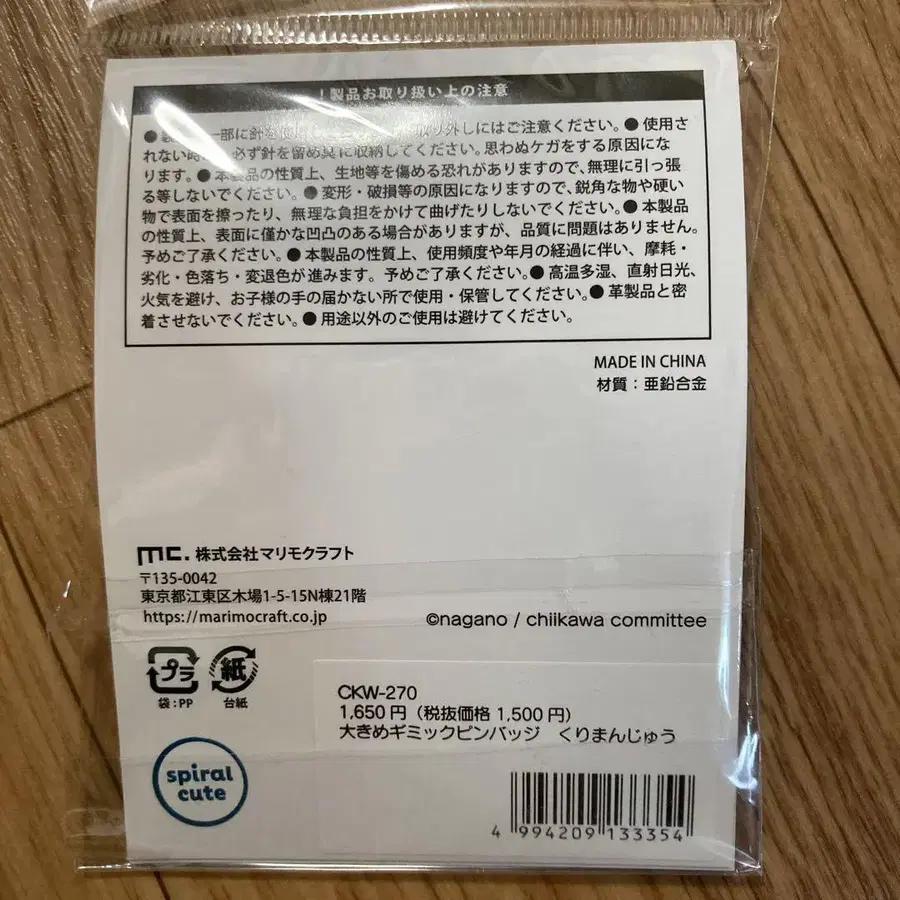 ！製品お取り扱い上の注意
一部に針を 取り外しにはご注意ください。● 使用さ
れない時 必ず針を留め具に収納してください。思わぬケガをする原因にな
ります。● 本製品の性質上、生地等を傷める恐れがありますので、無理に引っ張
る等しないでください。● 変形・破損等の原因になりますので、鋭角な物や硬い
物で表面を擦ったり、無理な負担をかけて曲げたりしないでください。● 本製品
の性質上、表面に僅かな凹凸のある場合がありますが、品質に問題はありません。
予めご了承ください。● 本製品の性質上、使用頻度や年月の経過に伴い、摩耗・
劣化・色落ち・変退色が進みます。予めご了承ください。● 高温多湿、直射日光、
火気を避け、お子様の手の届かない所で使用・保管してください。● 革製品と密
着させないでください。● 用途以外のご使用は避けてください。
MADE IN CHINA
材質：亜鉛合金
mc. 株式会社マリモクラフト
〒135-0042
東京都江東区木場1-5-15N棟21階
https://marimocraft.co.jp
©nagano / chiikawa committee
プラ 紙
袋：PP 台紙
CKW-270
1,650円（税抜価格 1,500円）
大きめギミックピンバッジ　くりまんじゅう
spiral
cute
4 994209 133354